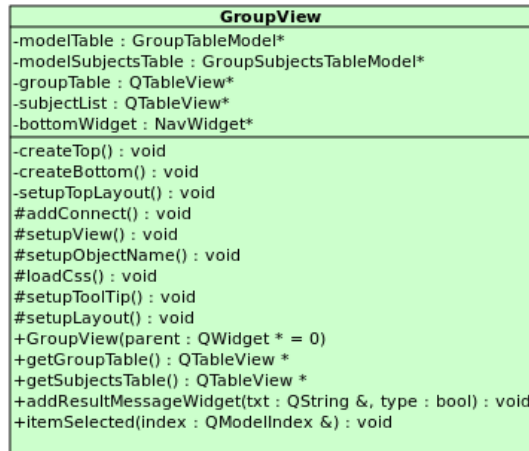 GroupView
-modelTable : GroupTableModel*
-modelSubjectsTable : GroupSubjectsTableModel*
-groupTable : QTableView*
-subjectList : QTableView*
-bottomWidget : NavWidget*
-createTop() : void
-createBottom() : void
-setupTopLayout() : void
#addConnect() : void
#setupView() : void
#setupObjectName() : void
#loadCss() : void
#setupToolTip() : void
#setupLayout() : void
+GroupView(parent : QWidget * = 0)
+getGroupTable() : QTableView *
+getSubjectsTable() : QTableView *
+addResultMessageWidget(txt : QString &, type : bool) : void
+itemSelected(index : QModelIndex &) : void